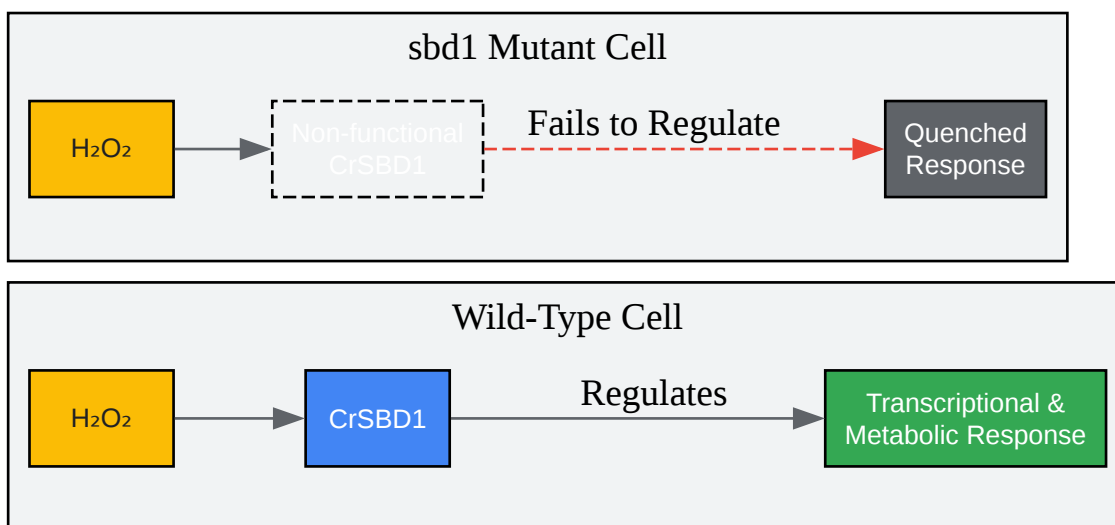 sbd1 Mutant Cell
H₂O₂
Non-functional
CrSBD1
Fails to Regulate
Quenched
Response
Wild-Type Cell
H₂O₂
CrSBD1
Regulates
Transcriptional &
Metabolic Response